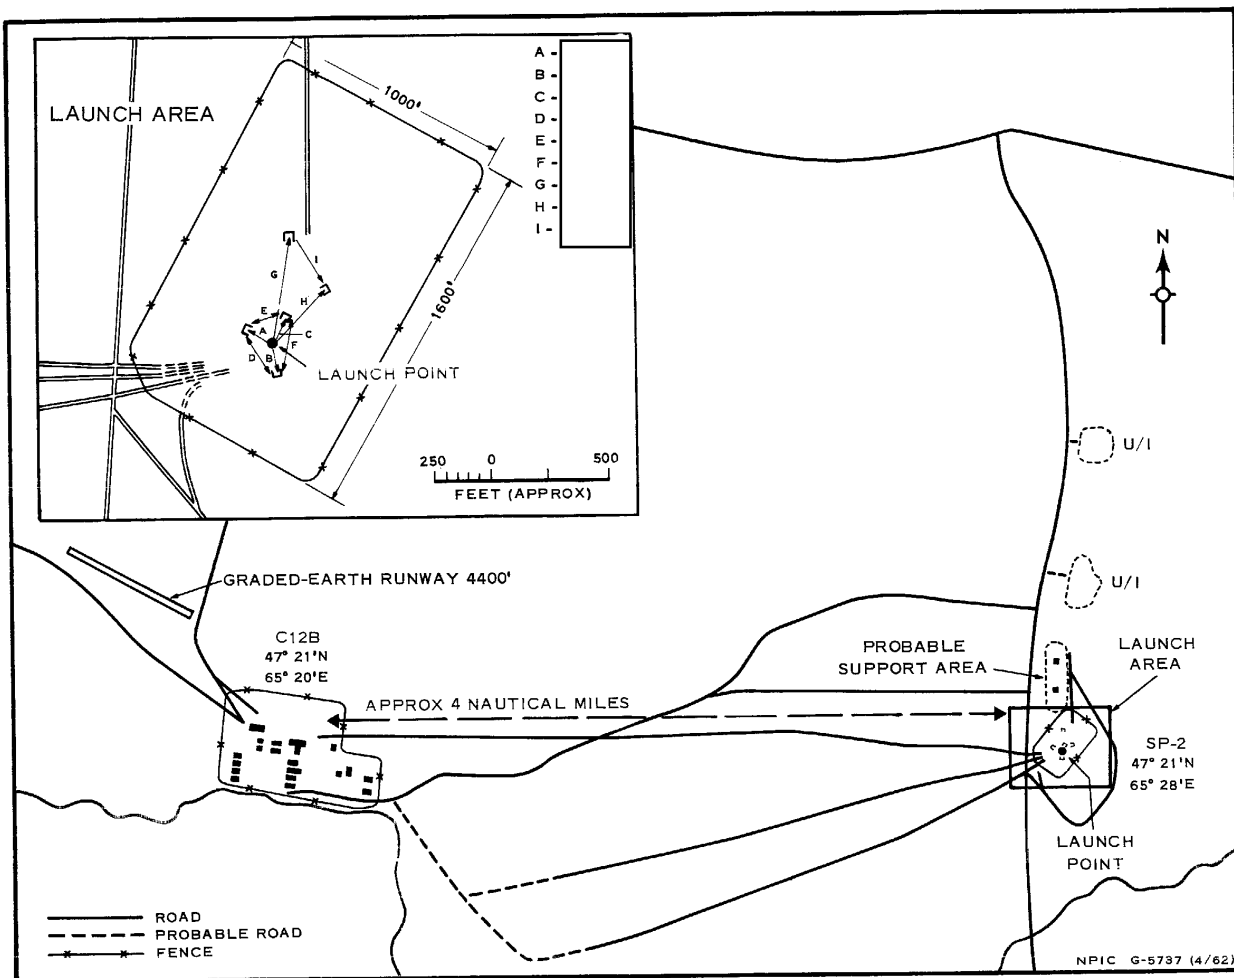 LAUNCH AREA
1000'
1600'
A -
B -
C -
D -
E -
F -
G -
H -
I -
G
I
H
E
A
C
F
B
D
LAUNCH POINT
250 0 500
FEET (APPROX)
N
U/I
U/I
GRADED-EARTH RUNWAY 4400'
C12B
47° 21'N
65° 20'E
APPROX 4 NAUTICAL MILES
PROBABLE
SUPPORT AREA
LAUNCH
AREA
SP-2
47° 21'N
65° 28'E
LAUNCH
POINT
ROAD
PROBABLE ROAD
FENCE
NPIC G-5737 (4/62)